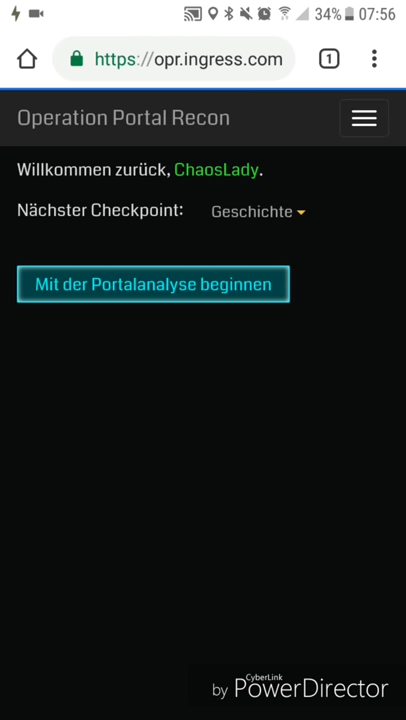 34% 07:56
https://opr.ingress.com 1
Operation Portal Recon
Willkommen zurück, ChaosLady.
Nächster Checkpoint: Geschichte
Mit der Portalanalyse beginnen
CyberLink
by PowerDirector